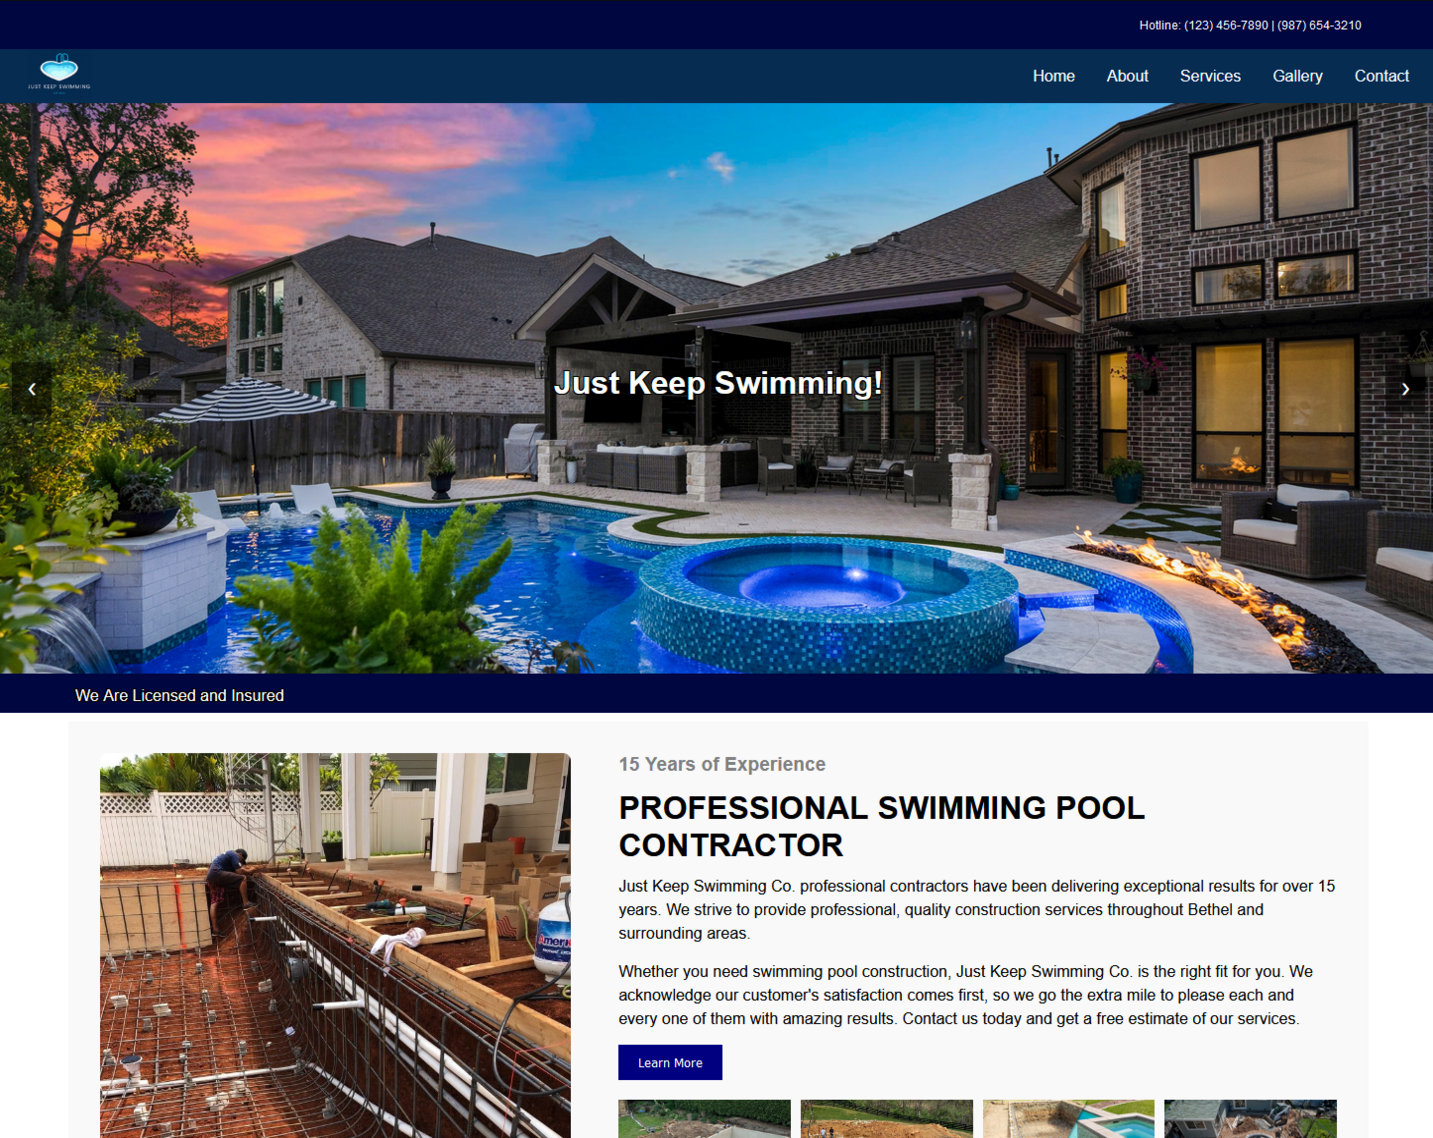 Hotline: (123) 456-7890 | (987) 654-3210
JUST KEEP SWIMMING
Home About Services Gallery Contact
Just Keep Swimming!
We Are Licensed and Insured
15 Years of Experience
PROFESSIONAL SWIMMING POOL
CONTRACTOR
Just Keep Swimming Co. professional contractors have been delivering exceptional results for over 15
years. We strive to provide professional, quality construction services throughout Bethel and
surrounding areas.
Whether you need swimming pool construction, Just Keep Swimming Co. is the right fit for you. We
acknowledge our customer's satisfaction comes first, so we go the extra mile to please each and
every one of them with amazing results. Contact us today and get a free estimate of our services.
Learn More